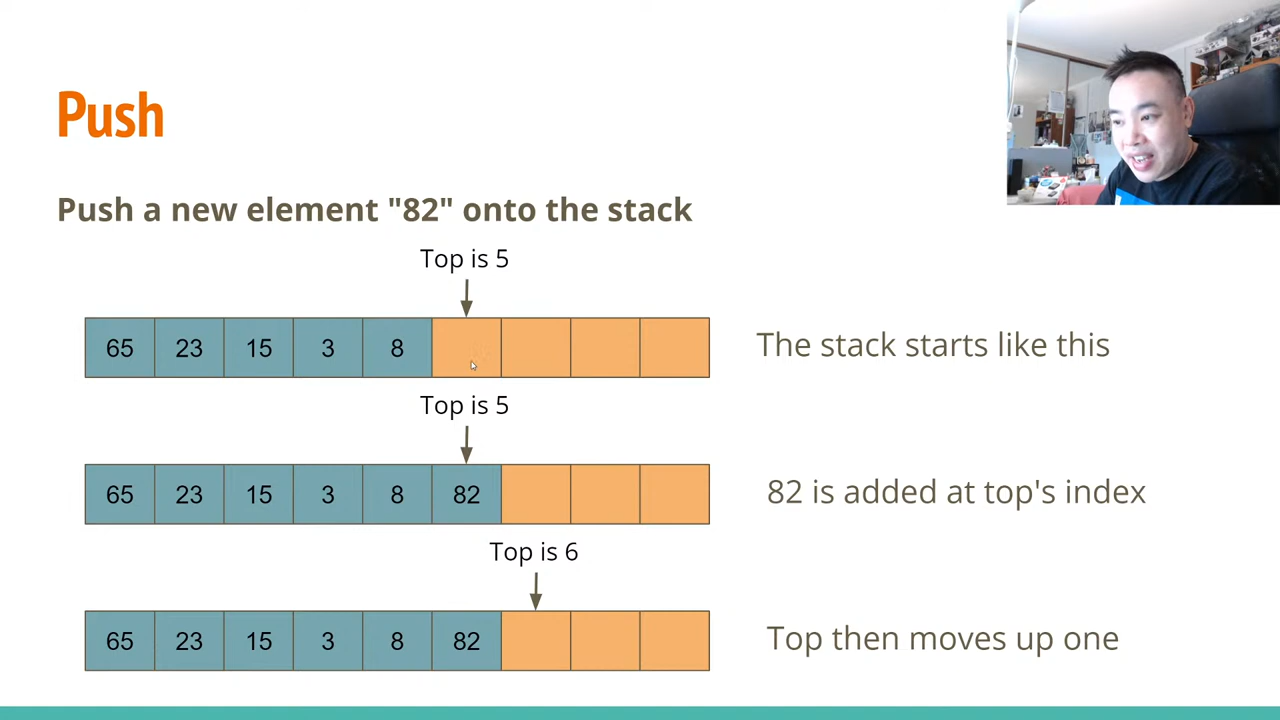 Push
Push a new element "82" onto the stack
Top is 5
65 23 15 3 8
The stack starts like this
Top is 5
65 23 15 3 8 82
82 is added at top's index
Top is 6
65 23 15 3 8 82
Top then moves up one